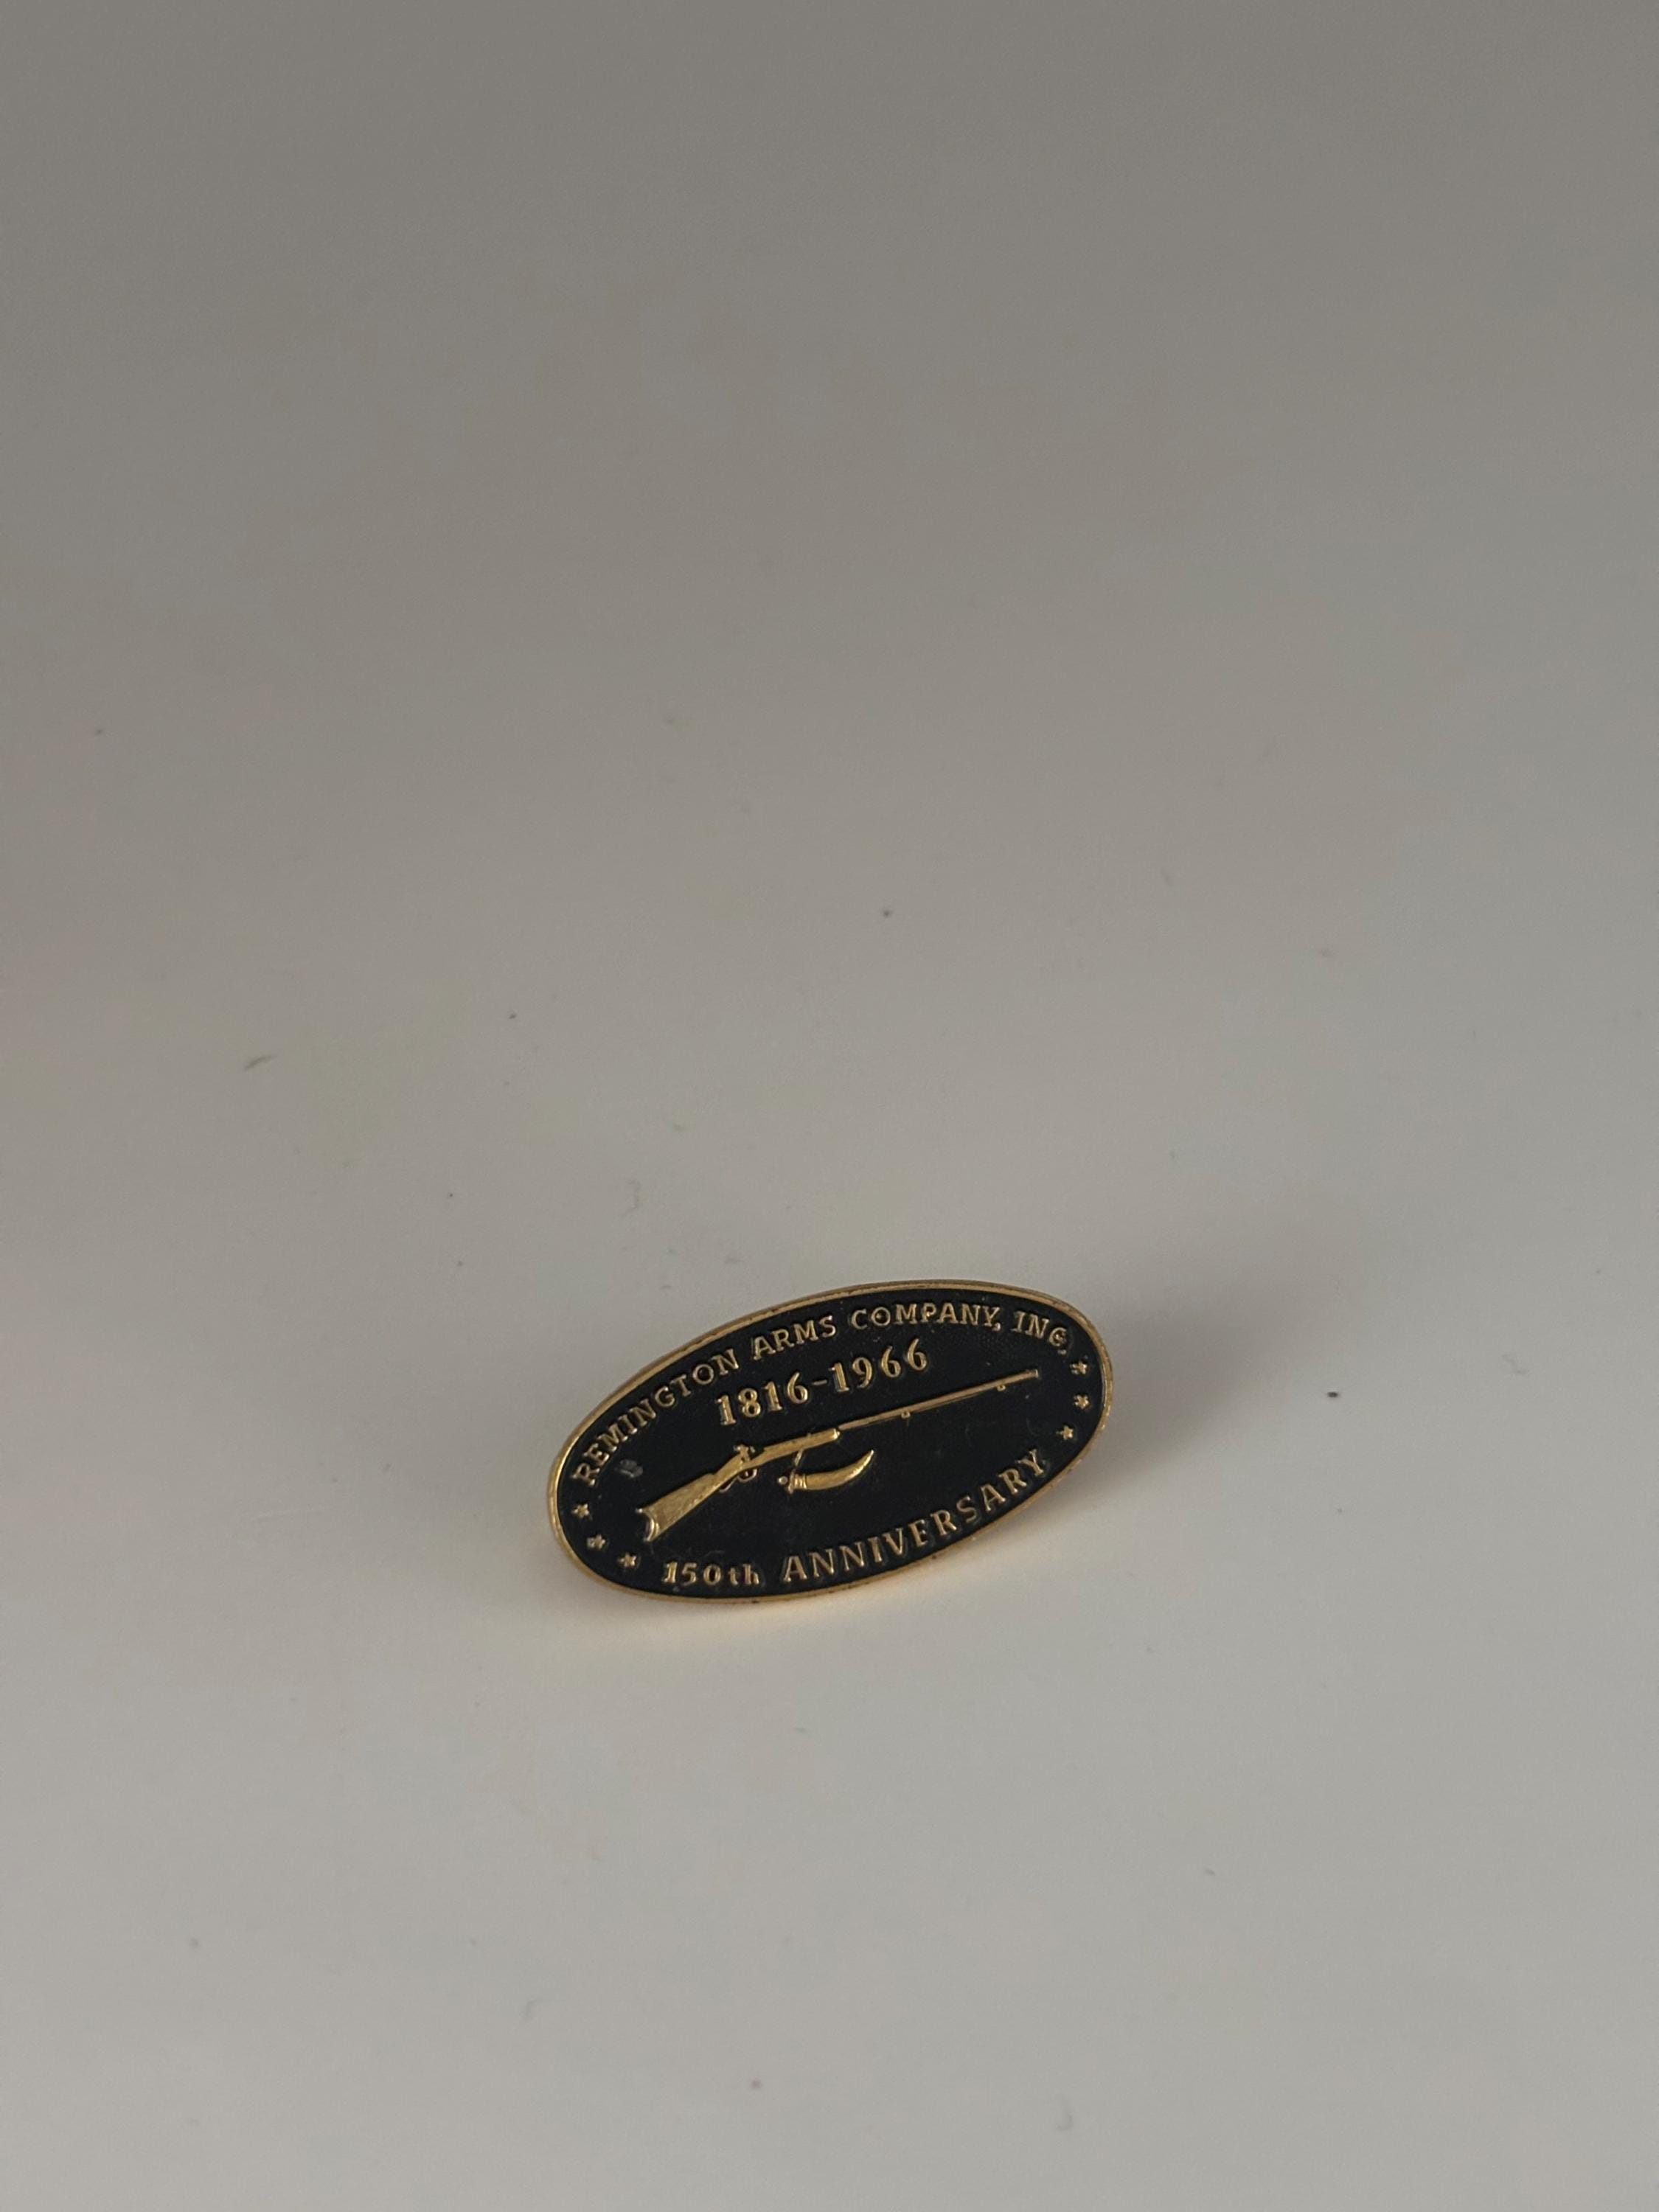 REMINGTON ARMS COMPANY, INC.
1816-1966
150th ANNIVERSARY